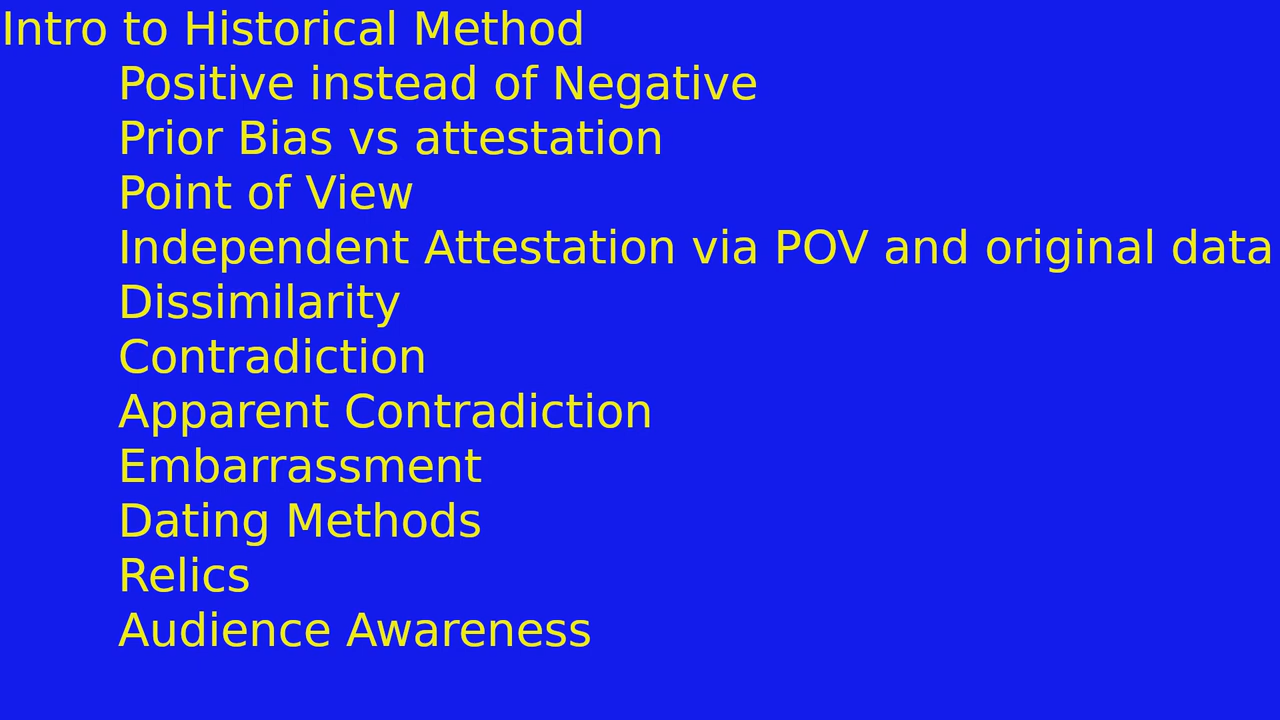 Intro to Historical Method
Positive instead of Negative
Prior Bias vs attestation
Point of View
Independent Attestation via POV and original data
Dissimilarity
Contradiction
Apparent Contradiction
Embarrassment
Dating Methods
Relics
Audience Awareness